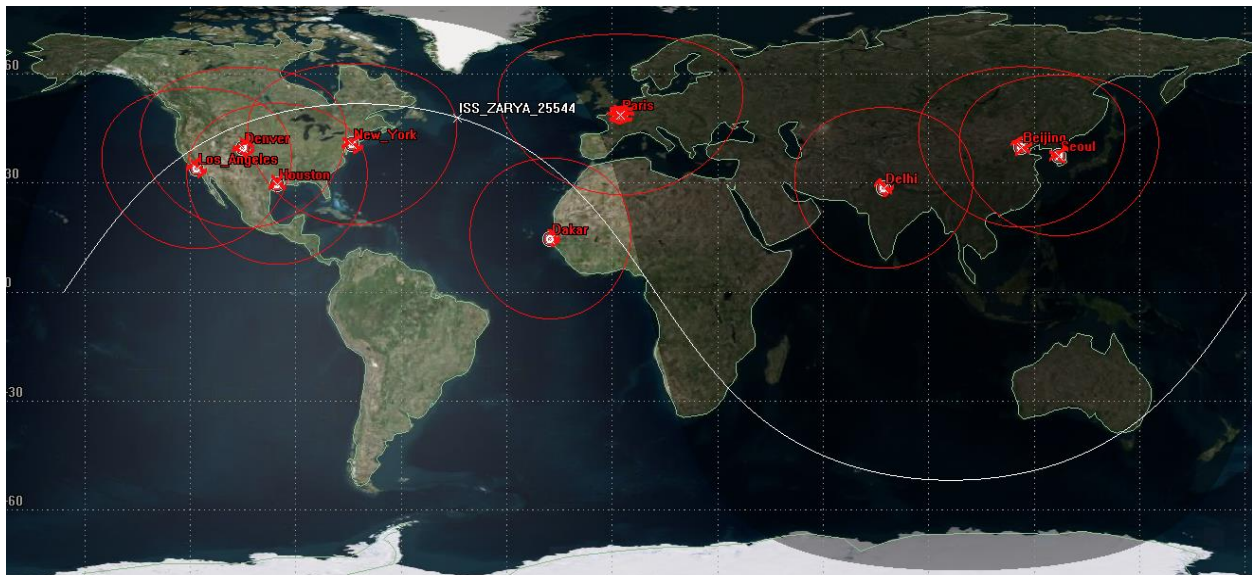 60
ISS_ZARYA_25544
Paris
Denver
New_York
Los_Angeles
Houston
Beijing
Seoul
30
Delhi
Dakar
0
-30
-60